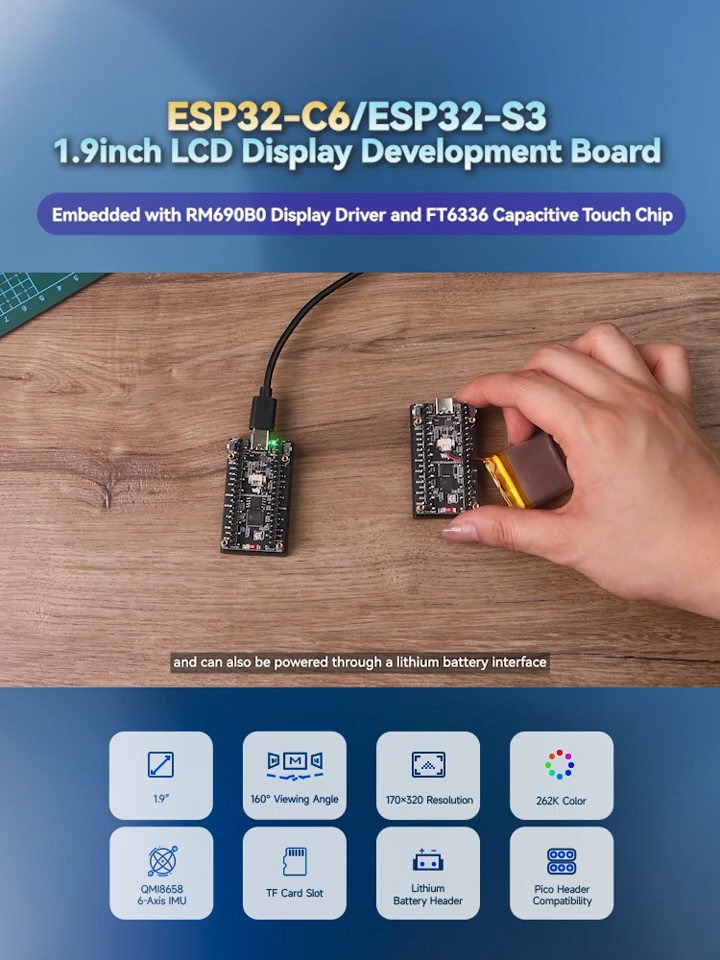 ESP32-C6/ESP32-S3
1.9inch LCD Display Development Board
Embedded with RM690B0 Display Driver and FT6336 Capacitive Touch Chip
and can also be powered through a lithium battery interface
1.9"
160° Viewing Angle
170×320 Resolution
262K Color
QMI8658
6-Axis IMU
TF Card Slot
Lithium
Battery Header
Pico Header
Compatibility